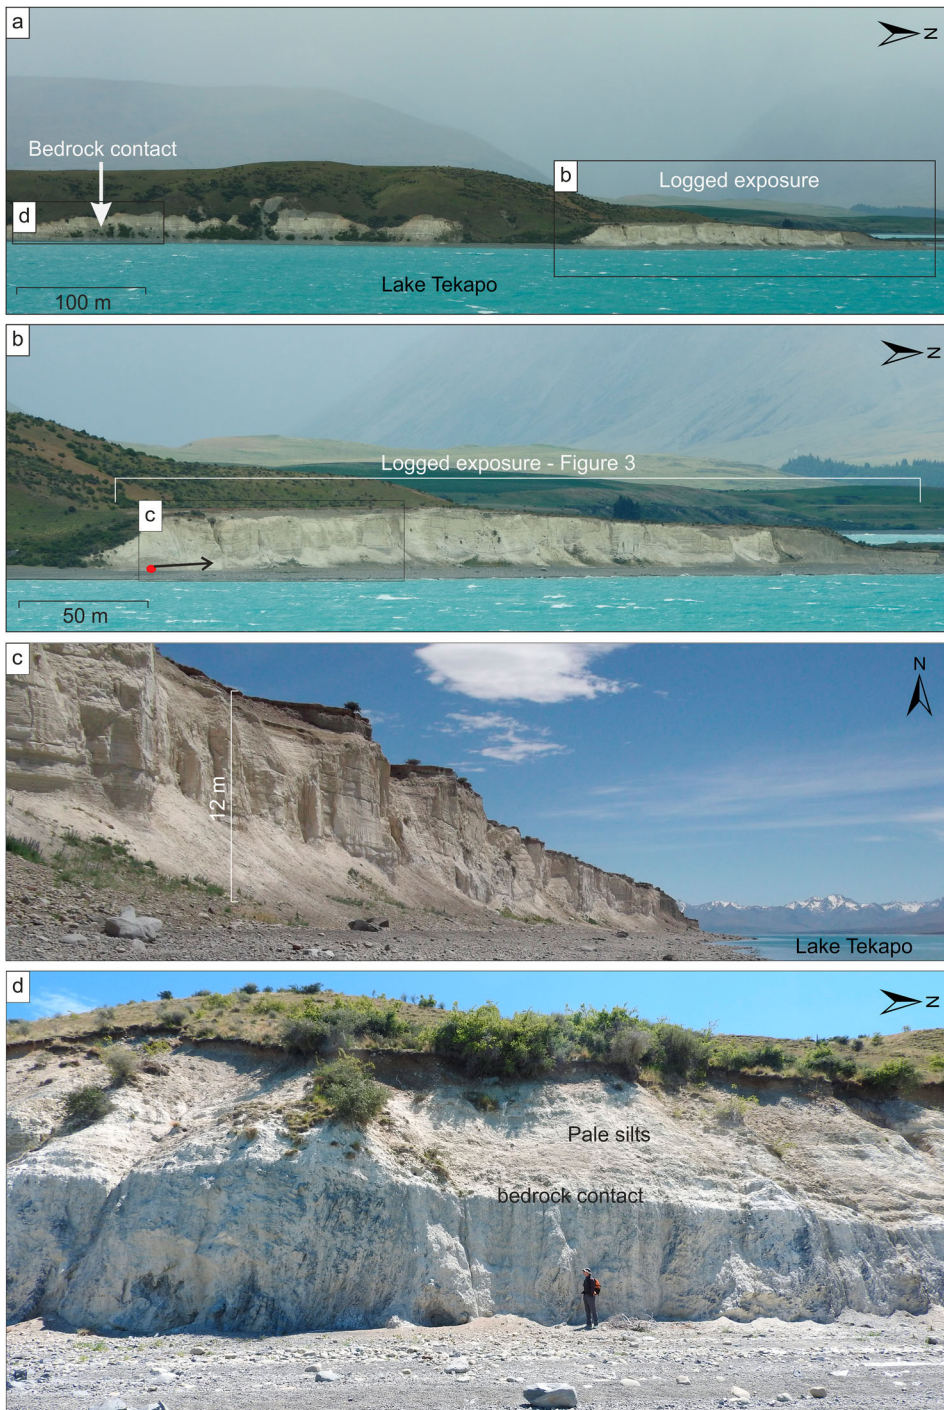 a
N
Bedrock contact
b
Logged exposure
d
Lake Tekapo
100 m
b
N
Logged exposure - Figure 3
c
50 m
c
N
12 m
Lake Tekapo
d
N
Pale silts
bedrock contact